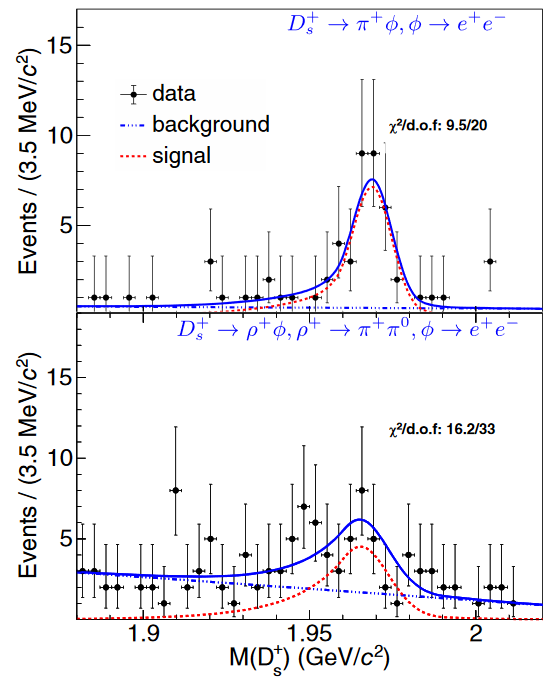 D_s^+ → π^+ϕ, ϕ → e^+e^-
15
10
5
Events / (3.5 MeV/c²)
data
background
signal
χ²/d.o.f: 9.5/20
D_s^+ → ρ^+ϕ, ρ^+ → π^+π^0, ϕ → e^+e^-
15
10
5
Events / (3.5 MeV/c²)
χ²/d.o.f: 16.2/33
1.9
1.95
2
M(D_s^+) (GeV/c²)